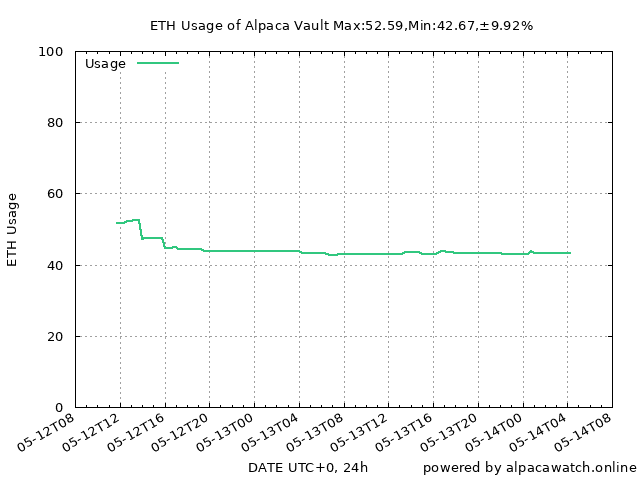 ETH Usage of Alpaca Vault Max:52.59,Min:42.67,±9.92%
100
Usage
80
60
ETH Usage
40
20
0
05-12T08
05-12T12
05-12T16
05-12T20
05-13T00
05-13T04
05-13T08
05-13T12
05-13T16
05-13T20
05-14T00
05-14T04
05-14T08
DATE UTC+0, 24h
powered by alpacawatch.online